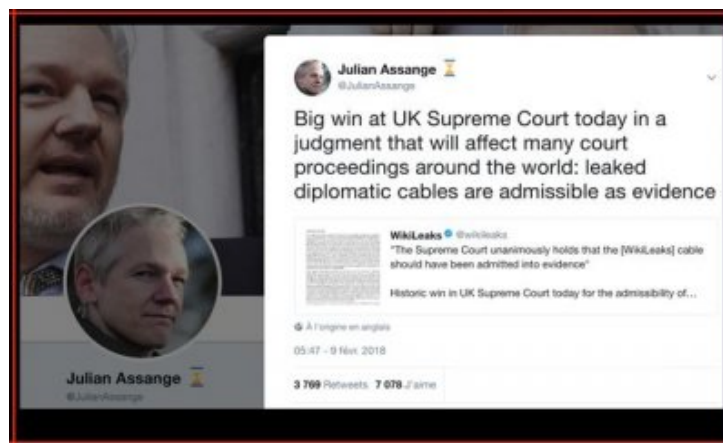 Julian Assange ⏳
@JulianAssange
Big win at UK Supreme Court today in a
judgment that will affect many court
proceedings around the world: leaked
diplomatic cables are admissible as evidence
WikiLeaks @wikileaks
"The Supreme Court unanimously holds that the [WikiLeaks] cable
should have been admitted into evidence"
Historic win in UK Supreme Court today for the admissibility of...
À l'origine en anglais
05:47 - 9 févr. 2018
3 769 Retweets 7 078 J'aime
Julian Assange ⏳
@JulianAssange